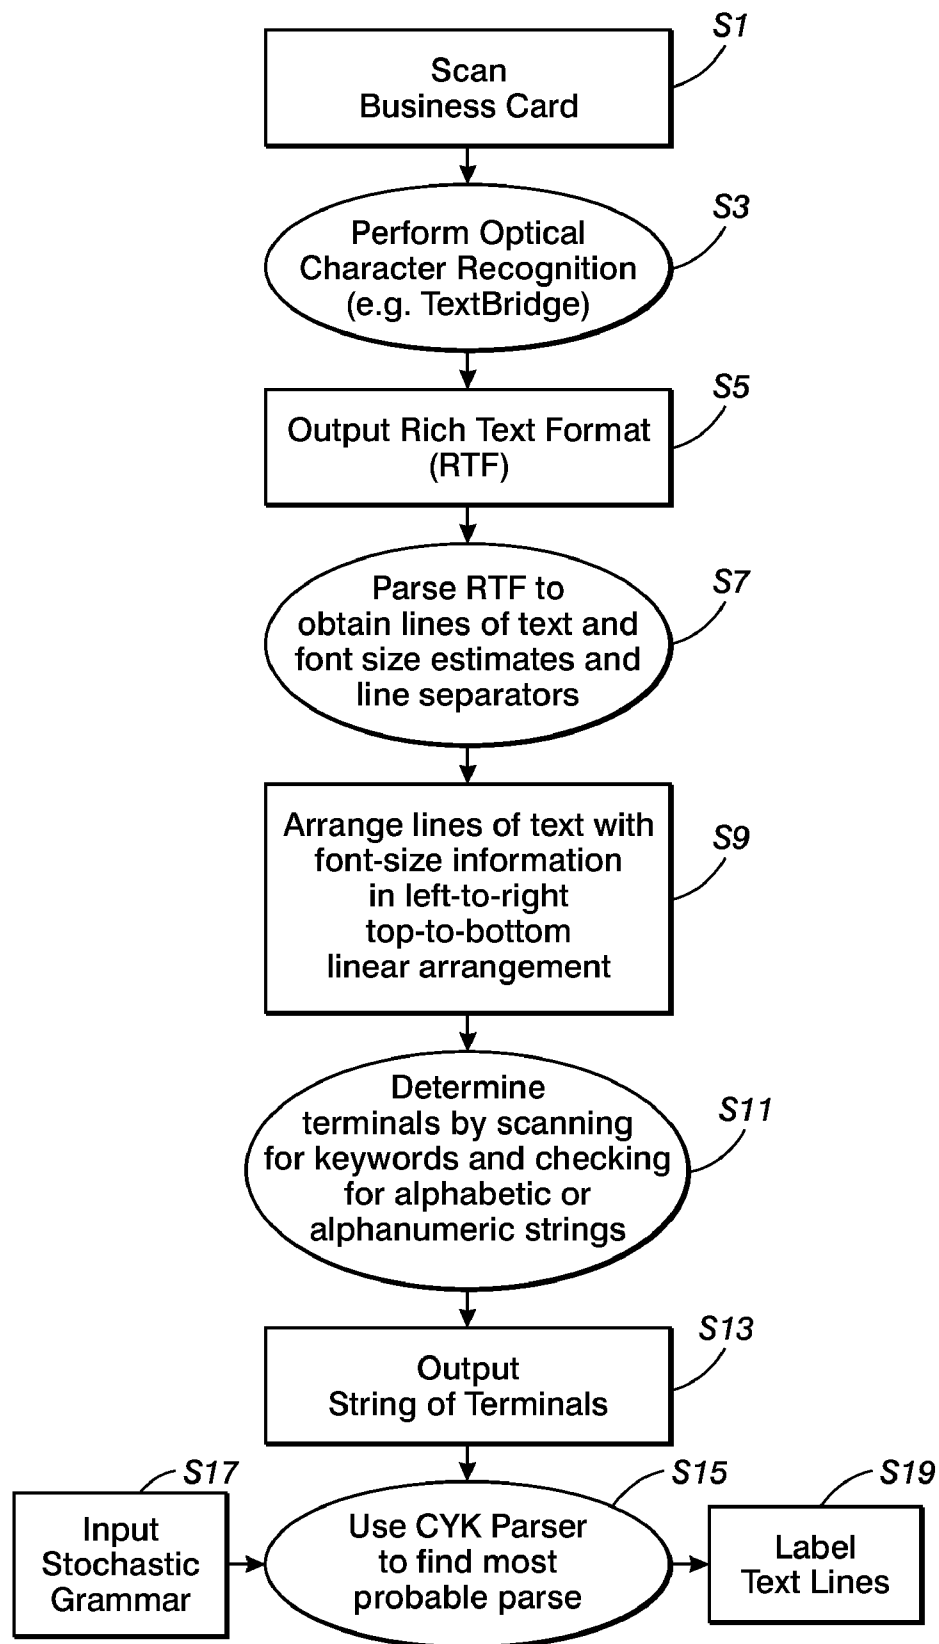 S1
Scan
Business Card
S3
Perform Optical
Character Recognition
(e.g. TextBridge)
S5
Output Rich Text Format
(RTF)
S7
Parse RTF to
obtain lines of text and
font size estimates and
line separators
S9
Arrange lines of text with
font-size information
in left-to-right
top-to-bottom
linear arrangement
S11
Determine
terminals by scanning
for keywords and checking
for alphabetic or
alphanumeric strings
S13
Output
String of Terminals
S17
Input
Stochastic
Grammar
S15
Use CYK Parser
to find most
probable parse
S19
Label
Text Lines